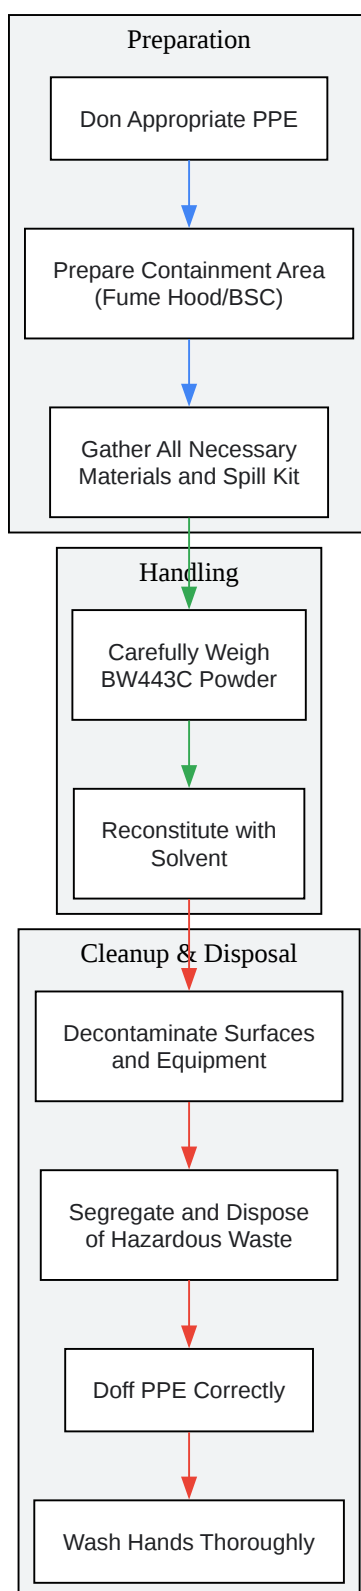 Preparation
Don Appropriate PPE
Prepare Containment Area
(Fume Hood/BSC)
Gather All Necessary
Materials and Spill Kit
Handling
Carefully Weigh
BW443C Powder
Reconstitute with
Solvent
Cleanup & Disposal
Decontaminate Surfaces
and Equipment
Segregate and Dispose
of Hazardous Waste
Doff PPE Correctly
Wash Hands Thoroughly